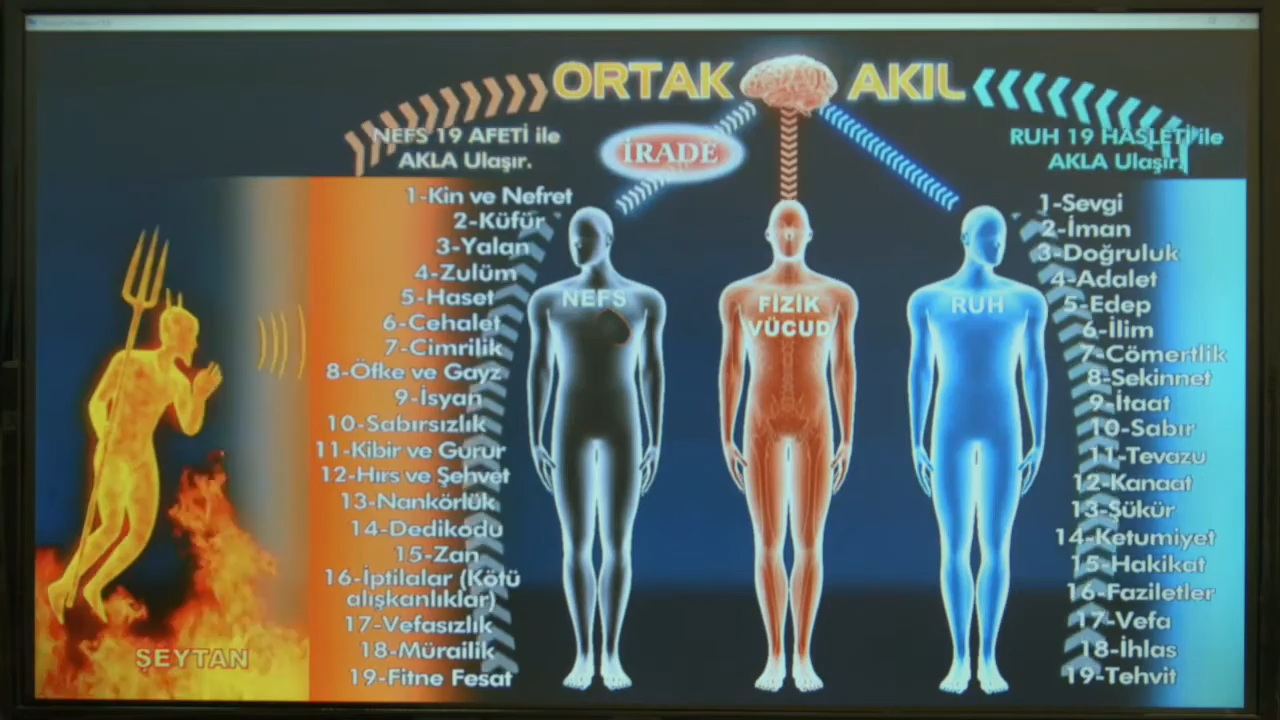 ORTAK AKIL
NEFS 19 AFETİ ile
AKLA Ulaşır.
İRADE
RUH 19 HASLETİ ile
AKLA Ulaşır.
1-Kin ve Nefret
2-Küfür
3-Yalan
4-Zulüm
5-Haset
6-Cehalet
7-Cimrilik
8-Öfke ve Gayz
9-İsyan
10-Sabırsızlık
11-Kibir ve Gurur
12-Hırs ve Şehvet
13-Nankörlük
14-Dedikodu
15-Zan
16-İptilalar (Kötü
alışkanlıklar)
17-Vefasızlık
18-Mürailik
19-Fitne Fesat
ŞEYTAN
NEFS
FİZİK
VÜCUD
RUH
1-Sevgi
2-İman
3-Doğruluk
4-Adalet
5-Edep
6-İlim
7-Cömertlik
8-Sekinnet
9-İtaat
10-Sabır
11-Tevazu
12-Kanaat
13-Şükür
14-Ketumiyet
15-Hakikat
16-Faziletler
17-Vefa
18-İhlas
19-Tehvit